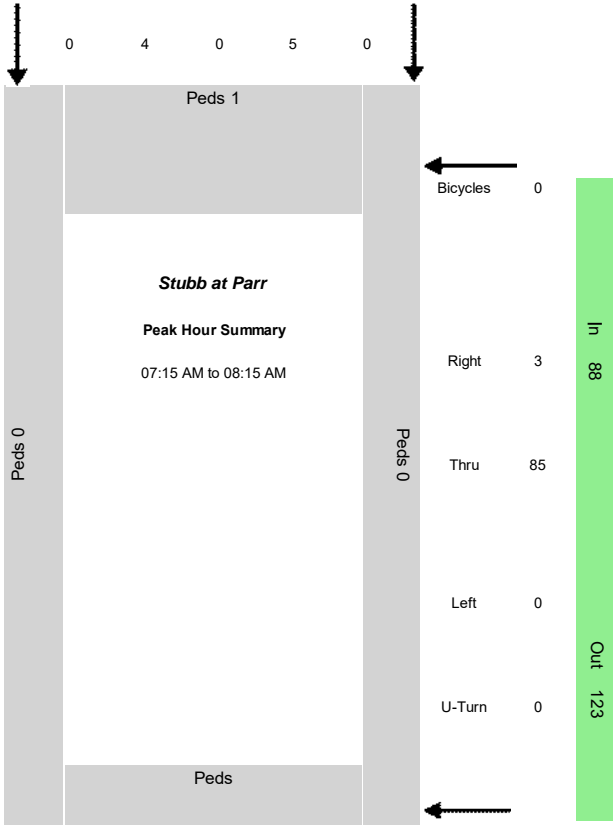 0 4 0 5 0
Peds 1
Bicycles 0
Stubb at Parr
Peak Hour Summary
07:15 AM to 08:15 AM
In 88
Right 3
Peds 0
Peds 0
Thru 85
Left 0
Out 123
U-Turn 0
Peds